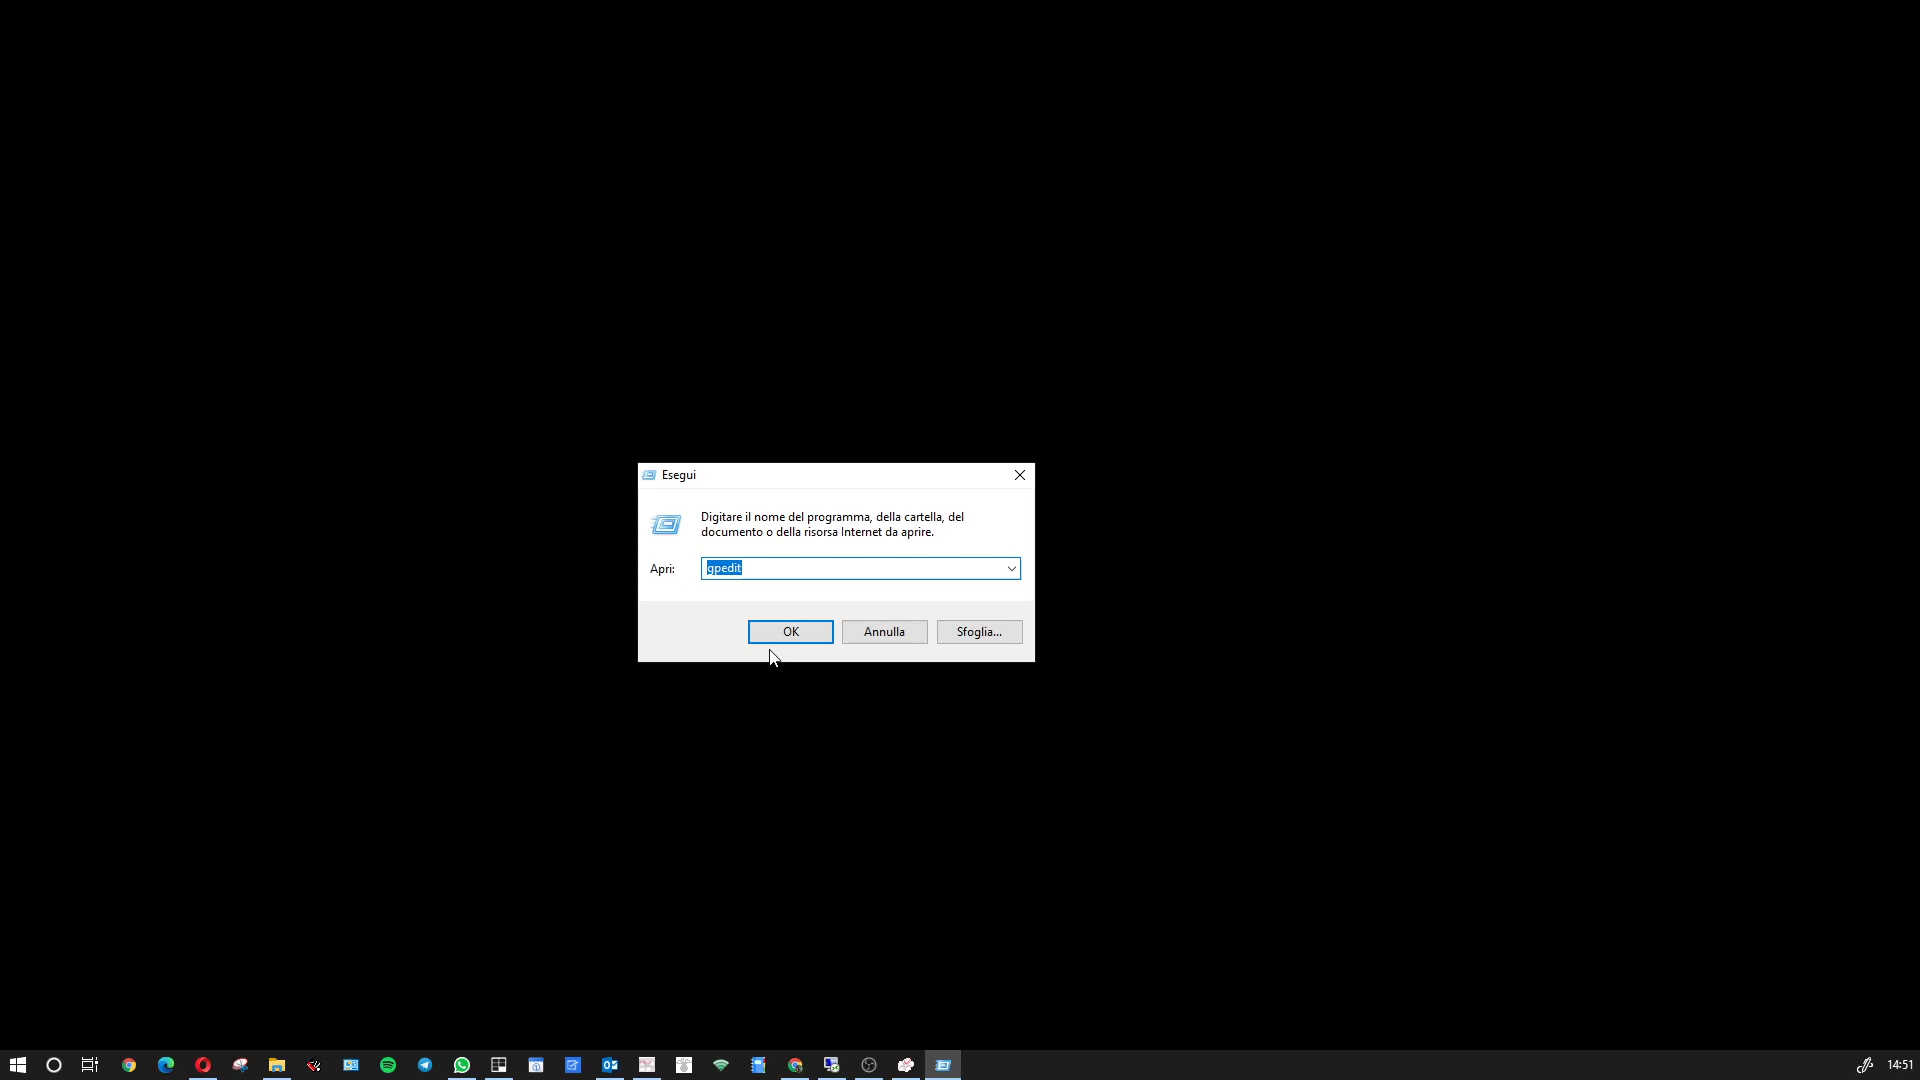 Esegui
Digitare il nome del programma, della cartella, del
documento o della risorsa Internet da aprire.
Apri:
gpedit
OK
Annulla
Sfoglia...
14:51